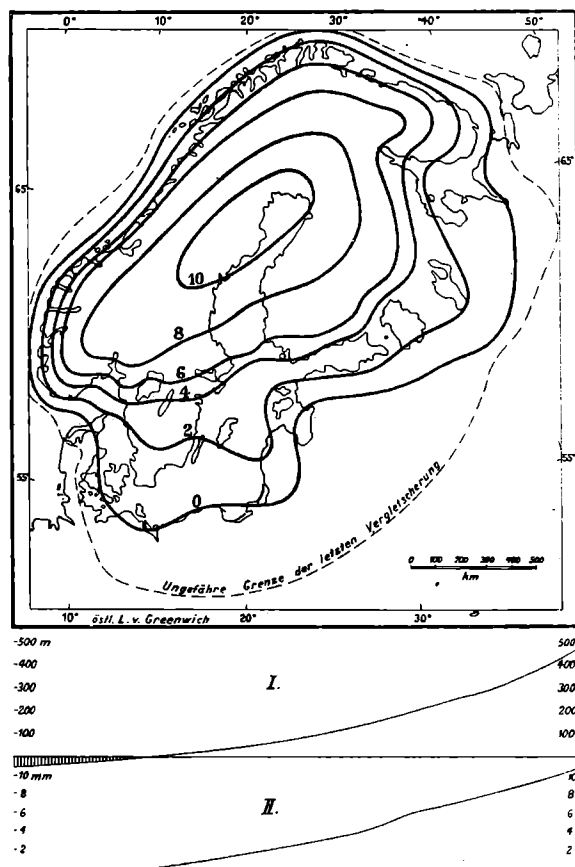 0° 10° 20° 30° 40° 50°
65° 65°
10
8
6
4
2
55° 55°
0
0 100 200 300 400 500
km
Ungefähre Grenze der letzten Vergletscherung
10° 20° 30°
östl. L. v. Greenwich
-500 m 500
-400 400
I.
-300 300
-200 200
-100 100
-10 mm 10
-8 8
II.
-6 6
-4 4
-2 2